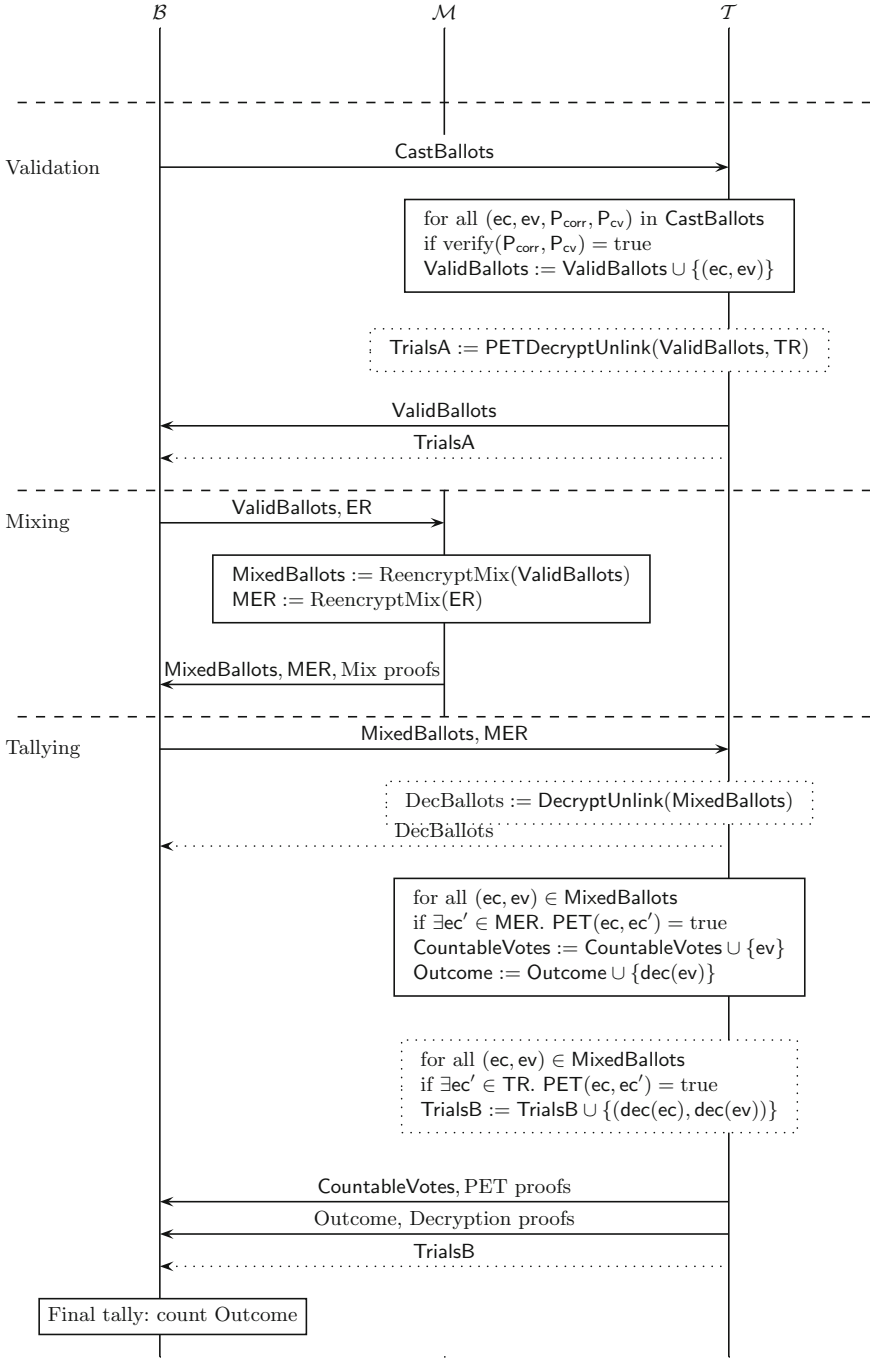 ℬ ℳ 𝒯
CastBallots
Validation
for all (ec, ev, P_corr, P_cv) in CastBallots
if verify(P_corr, P_cv) = true
ValidBallots := ValidBallots ∪ {(ec, ev)}
TrialsA := PETDecryptUnlink(ValidBallots, TR)
ValidBallots
TrialsA
ValidBallots, ER
Mixing
MixedBallots := ReencryptMix(ValidBallots)
MER := ReencryptMix(ER)
MixedBallots, MER, Mix proofs
MixedBallots, MER
Tallying
DecBallots := DecryptUnlink(MixedBallots)
DecBallots
for all (ec, ev) ∈ MixedBallots
if ∃ec′ ∈ MER. PET(ec, ec′) = true
CountableVotes := CountableVotes ∪ {ev}
Outcome := Outcome ∪ {dec(ev)}
for all (ec, ev) ∈ MixedBallots
if ∃ec′ ∈ TR. PET(ec, ec′) = true
TrialsB := TrialsB ∪ {(dec(ec), dec(ev))}
CountableVotes, PET proofs
Outcome, Decryption proofs
TrialsB
Final tally: count Outcome